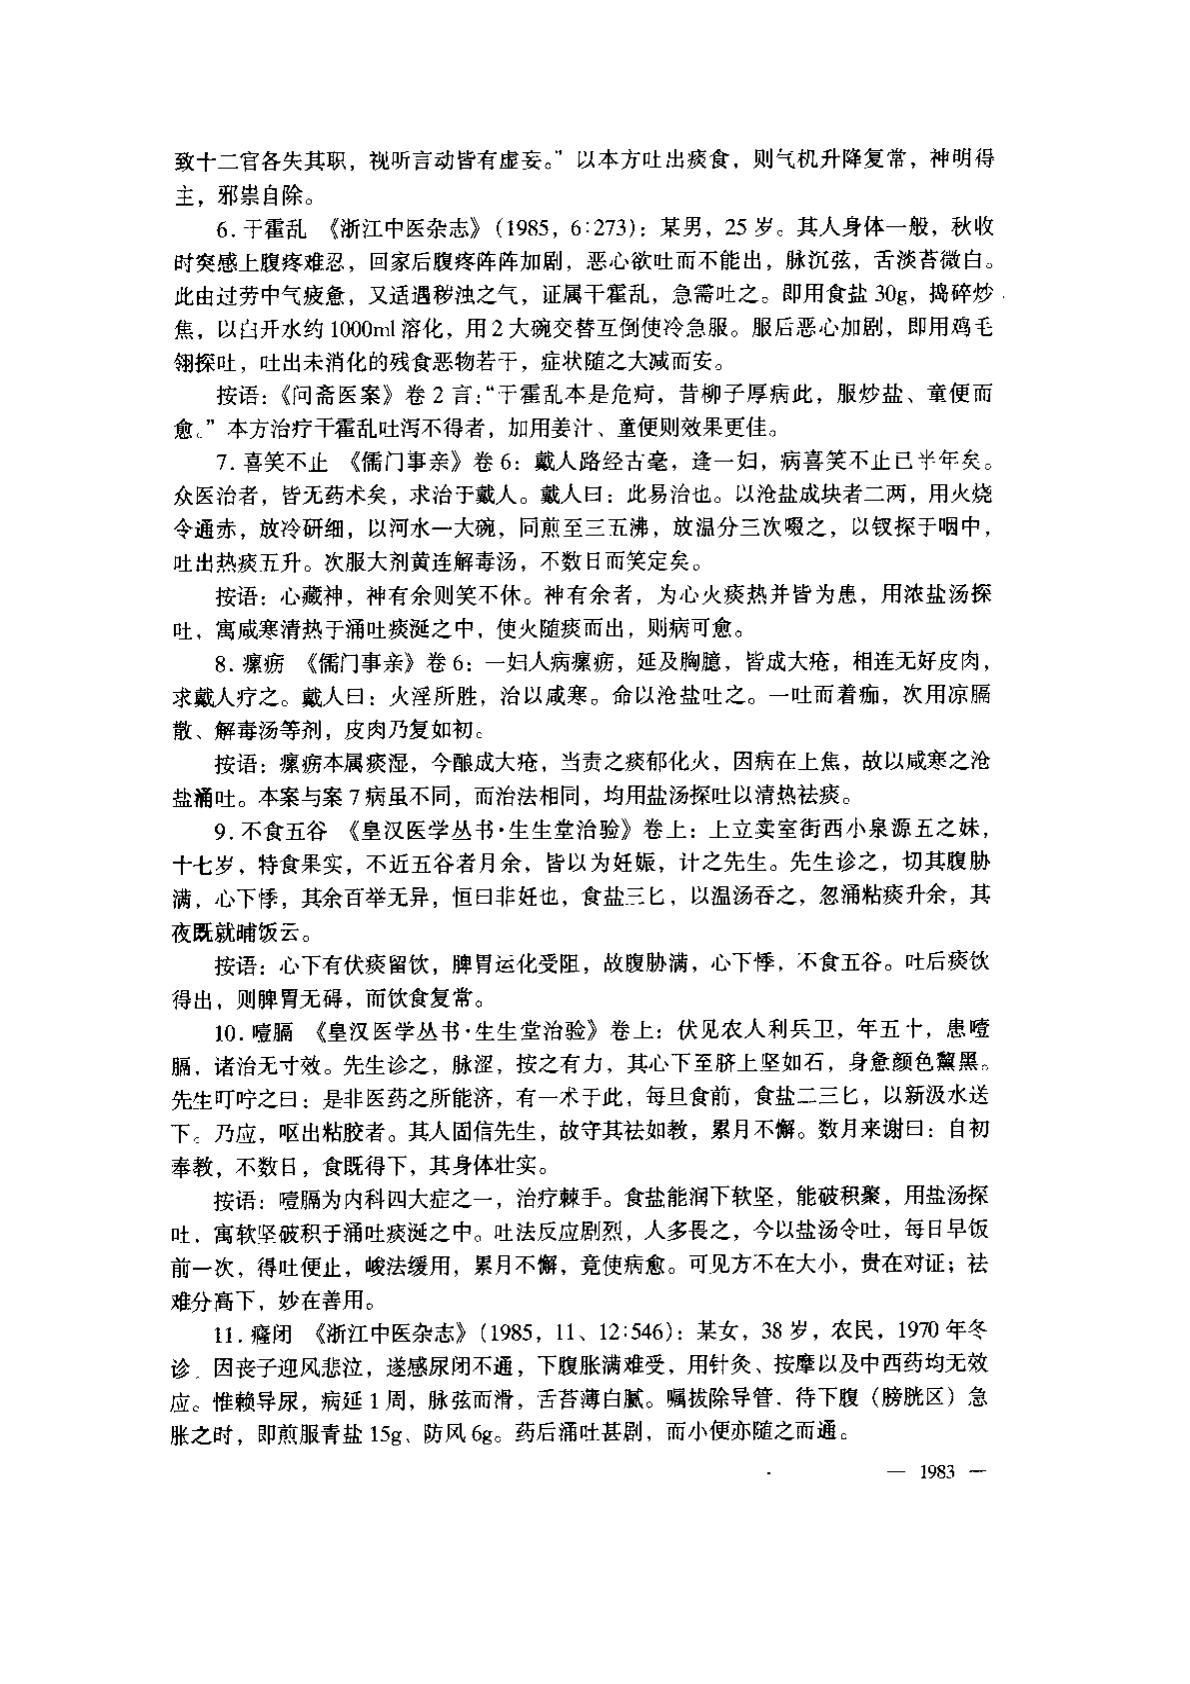 致十二官各失其职，视听言动皆有虚妄。”以本方吐出痰食，则气机升降复常，神明得
主，邪祟自除。
6. 干霍乱 《浙江中医杂志》（1985，6:273）：某男，25 岁。其人身体一般，秋收
时突感上腹疼难忍，回家后腹疼阵阵加剧，恶心欲吐而不能出，脉沉弦，舌淡苔微白。
此由过劳中气疲惫，又适遇秽浊之气，证属干霍乱，急需吐之。即用食盐 30g，捣碎炒
焦，以白开水约 1000ml 溶化，用 2 大碗交替互倒使冷急服。服后恶心加剧，即用鸡毛
翎探吐，吐出未消化的残食恶物若干，症状随之大减而安。
按语：《问斋医案》卷 2 言：“干霍乱本是危疴，昔柳子厚病此，服炒盐、童便而
愈。”本方治疗干霍乱吐泻不得者，加用姜汁、童便则效果更佳。
7. 喜笑不止 《儒门事亲》卷 6：戴人路经古亳，逢一妇，病喜笑不止已半年矣。
众医治者，皆无药术矣，求治于戴人。戴人曰：此易治也。以沧盐成块者二两，用火烧
令通赤，放冷研细，以河水一大碗，同煎至三五沸，放温分三次啜之，以钗探于咽中，
吐出热痰五升。次服大剂黄连解毒汤，不数日而笑定矣。
按语：心藏神，神有余则笑不休。神有余者，为心火痰热并皆为患，用浓盐汤探
吐，寓咸寒清热于涌吐痰涎之中，使火随痰而出，则病可愈。
8. 瘰疬 《儒门事亲》卷 6：一妇人病瘰疬，延及胸臆，皆成大疮，相连无好皮肉，
求戴人疗之。戴人曰：火淫所胜，治以咸寒。命以沧盐吐之。一吐而着痂，次用凉膈
散、解毒汤等剂，皮肉乃复如初。
按语：瘰疬本属痰湿，今酿成大疮，当责之痰郁化火，因病在上焦，故以咸寒之沧
盐涌吐。本案与案 7 病虽不同，而治法相同，均用盐汤探吐以清热祛痰。
9. 不食五谷 《皇汉医学丛书·生生堂治验》卷上：上立卖室街西小泉源五之妹，
十七岁，特食果实，不近五谷者月余，皆以为妊娠，计之先生。先生诊之，切其腹胁
满，心下悸，其余百举无异，恒曰非妊也，食盐三匕，以温汤吞之，忽涌粘痰升余，其
夜既就晡饭云。
按语：心下有伏痰留饮，脾胃运化受阻，故腹胁满，心下悸，不食五谷。吐后痰饮
得出，则脾胃无碍，而饮食复常。
10. 噎膈 《皇汉医学丛书·生生堂治验》卷上：伏见农人利兵卫，年五十，患噎
膈，诸治无寸效。先生诊之，脉涩，按之有力，其心下至脐上坚如石，身惫颜色黧黑。
先生叮咛之曰：是非医药之所能济，有一术于此，每旦食前，食盐二三匕，以新汲水送
下。乃应，呕出粘胶者。其人固信先生，故守其祛如教，累月不懈。数月来谢曰：自初
奉教，不数日，食既得下，其身体壮实。
按语：噎膈为内科四大症之一，治疗棘手。食盐能润下软坚，能破积聚，用盐汤探
吐，寓软坚破积于涌吐痰涎之中。吐法反应剧烈，人多畏之，今以盐汤令吐，每日早饭
前一次，得吐便止，峻法缓用，累月不懈，竟使病愈。可见方不在大小，贵在对证；祛
难分高下，妙在善用。
11. 癃闭 《浙江中医杂志》（1985，11、12:546）：某女，38 岁，农民，1970 年冬
诊。因丧子迎风悲泣，遂感尿闭不通，下腹胀满难受，用针灸、按摩以及中西药均无效
应。惟赖导尿，病延 1 周，脉弦而滑，舌苔薄白腻。嘱拔除导管，待下腹（膀胱区）急
胀之时，即煎服青盐 15g、防风 6g。药后涌吐甚剧，而小便亦随之而通。
— 1983 —